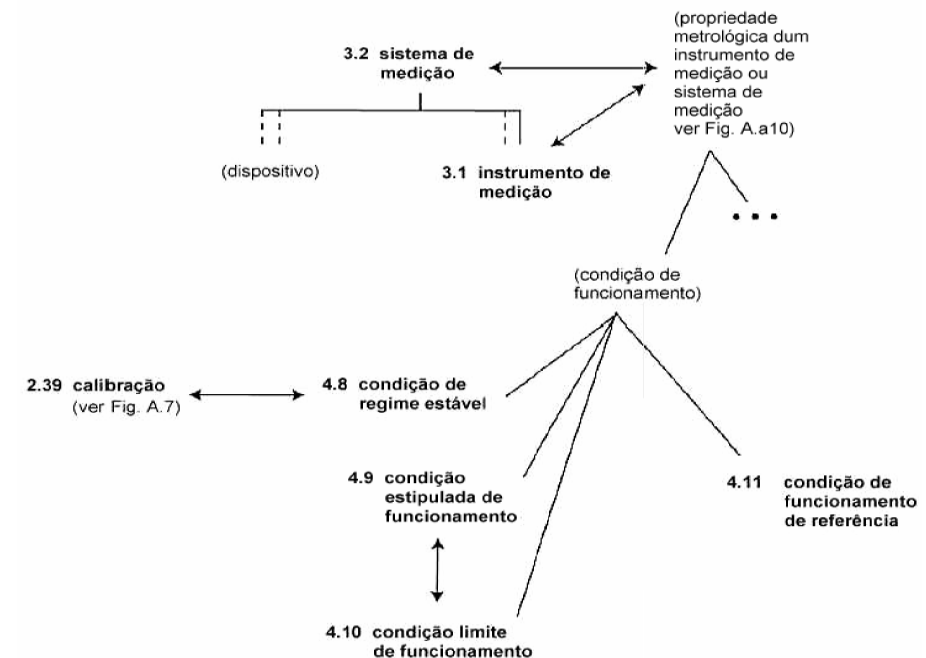 (propriedade
metrológica dum
instrumento de
medição ou
sistema de
medição
ver Fig. A.a10)
3.2 sistema de
medição
(dispositivo)
3.1 instrumento de
medição
• • •
(condição de
funcionamento)
2.39 calibração
(ver Fig. A.7)
4.8 condição de
regime estável
4.9 condição
estipulada de
funcionamento
4.11 condição de
funcionamento
de referência
4.10 condição limite
de funcionamento